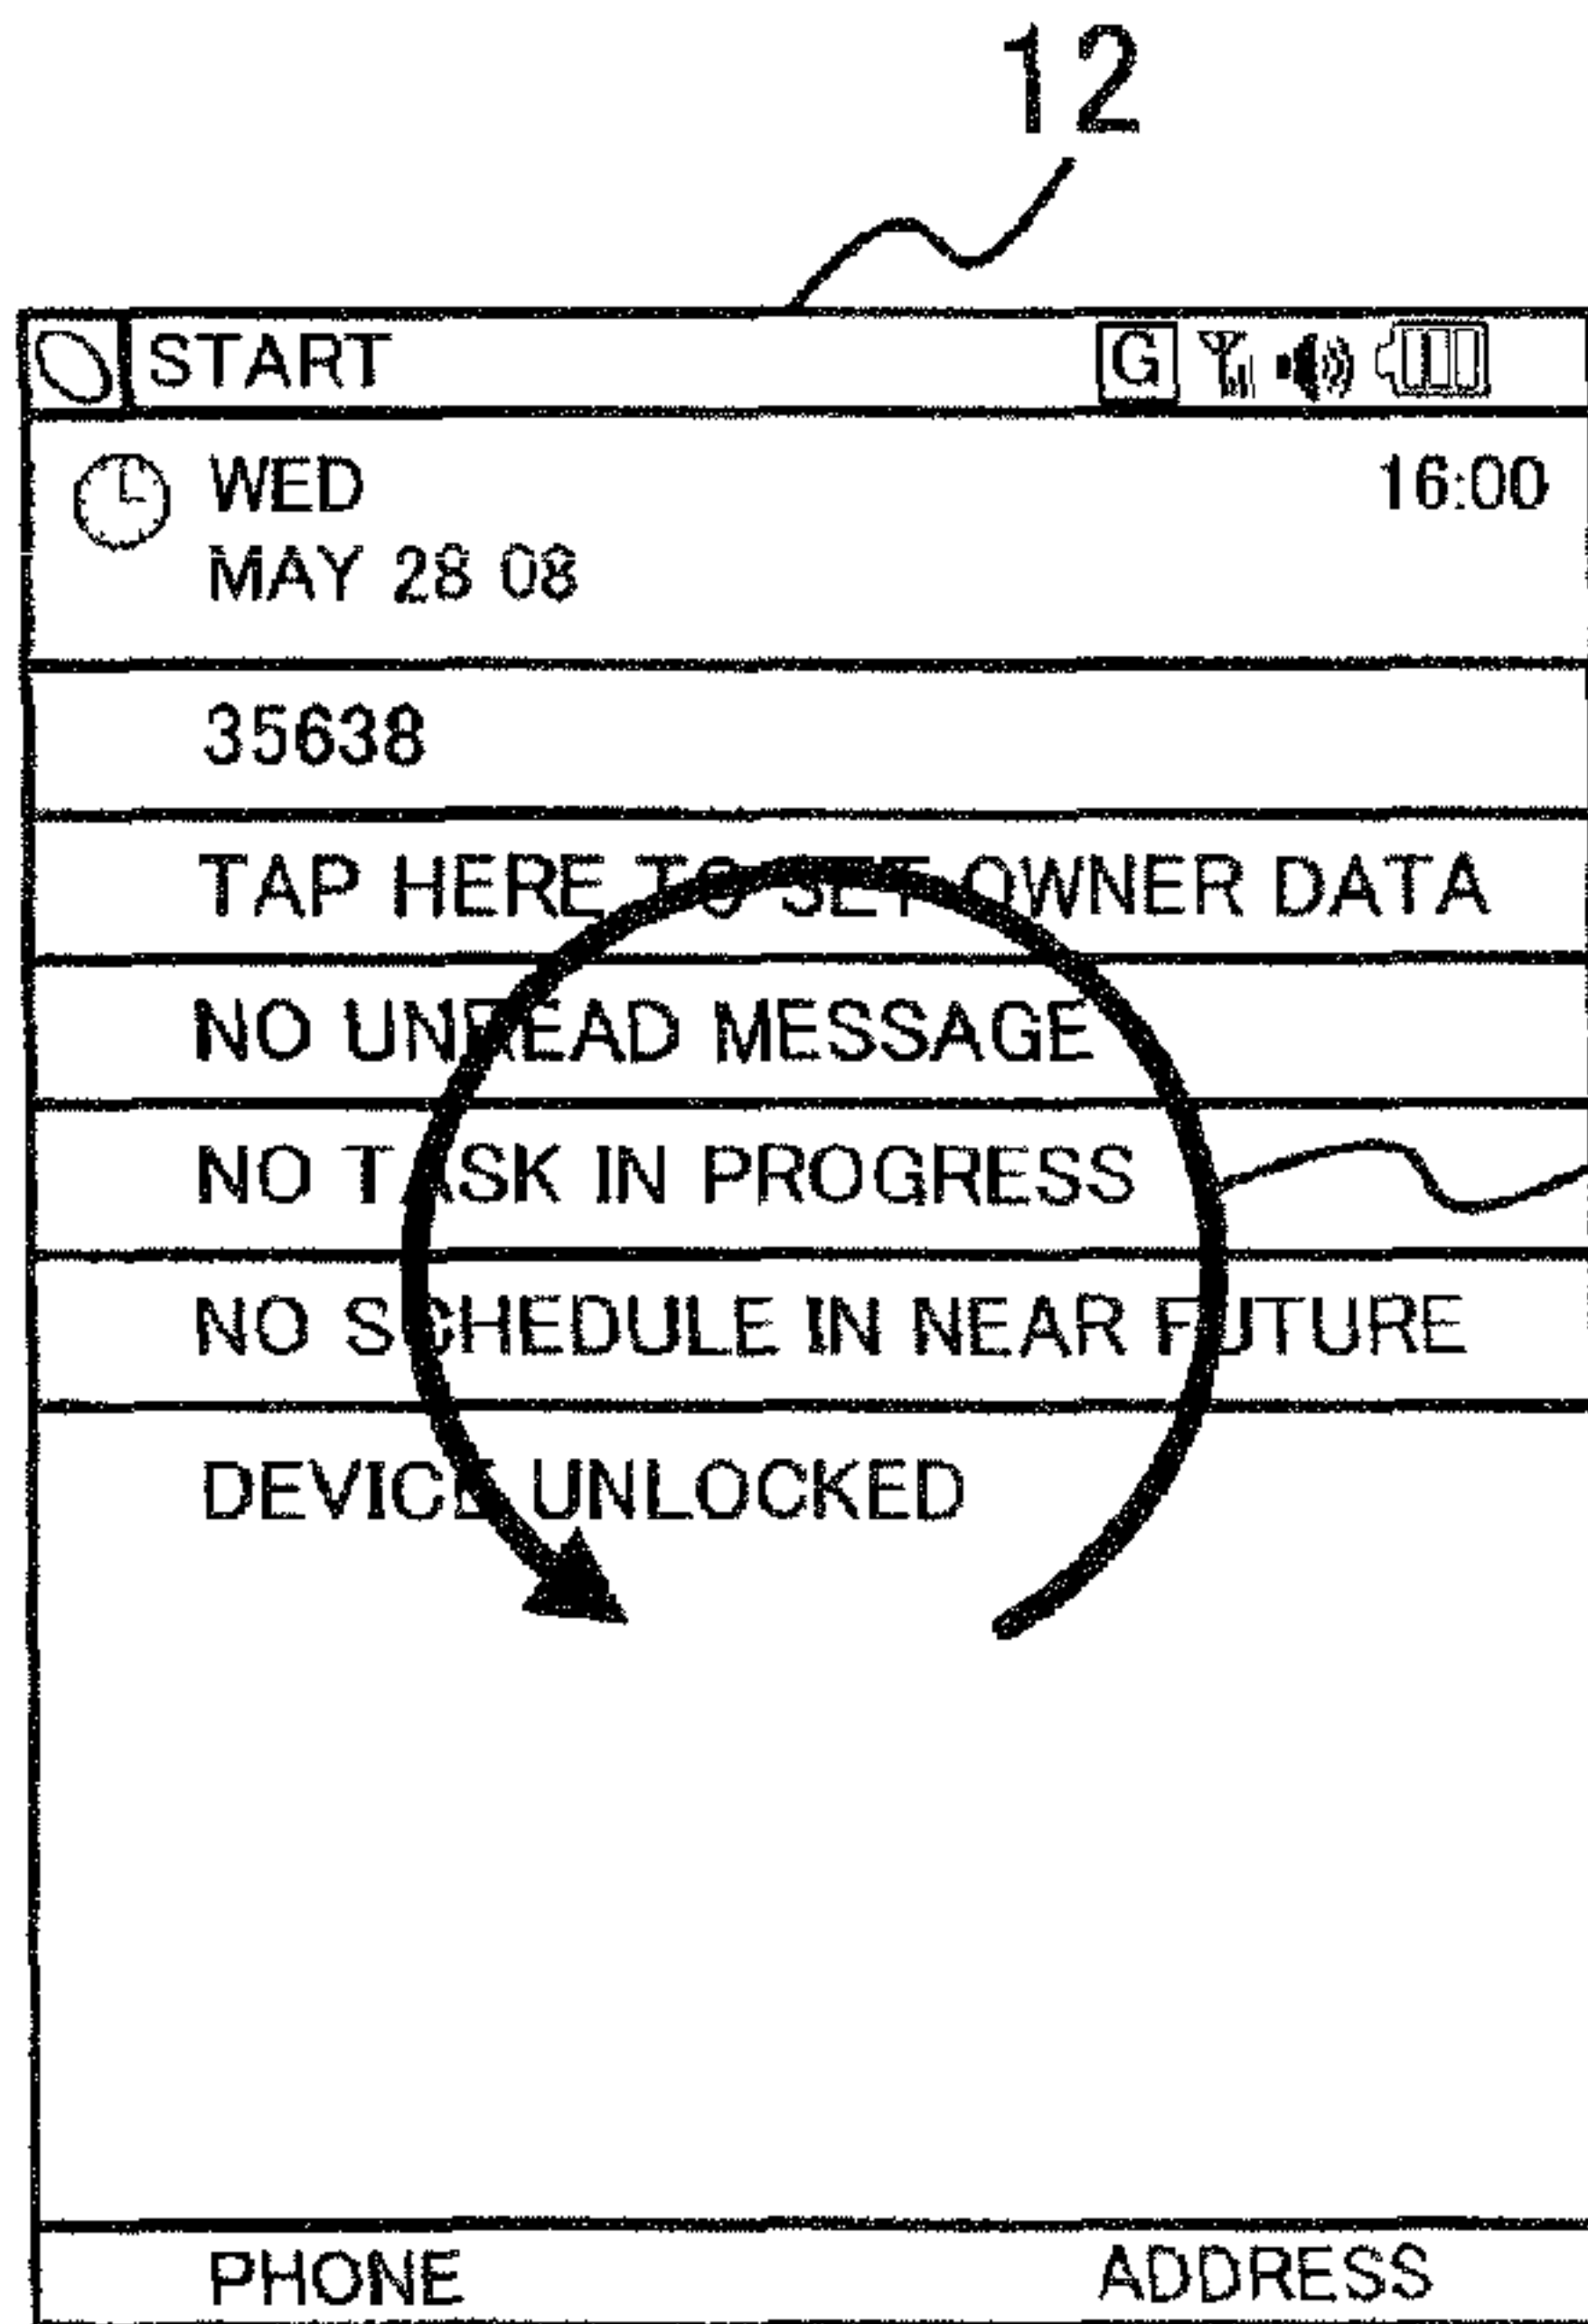 12
START G
WED 16:00
MAY 28 08
35638
TAP HERE TO SET OWNER DATA
NO UNREAD MESSAGE
NO TASK IN PROGRESS
NO SCHEDULE IN NEAR FUTURE
DEVICE UNLOCKED
PHONE ADDRESS